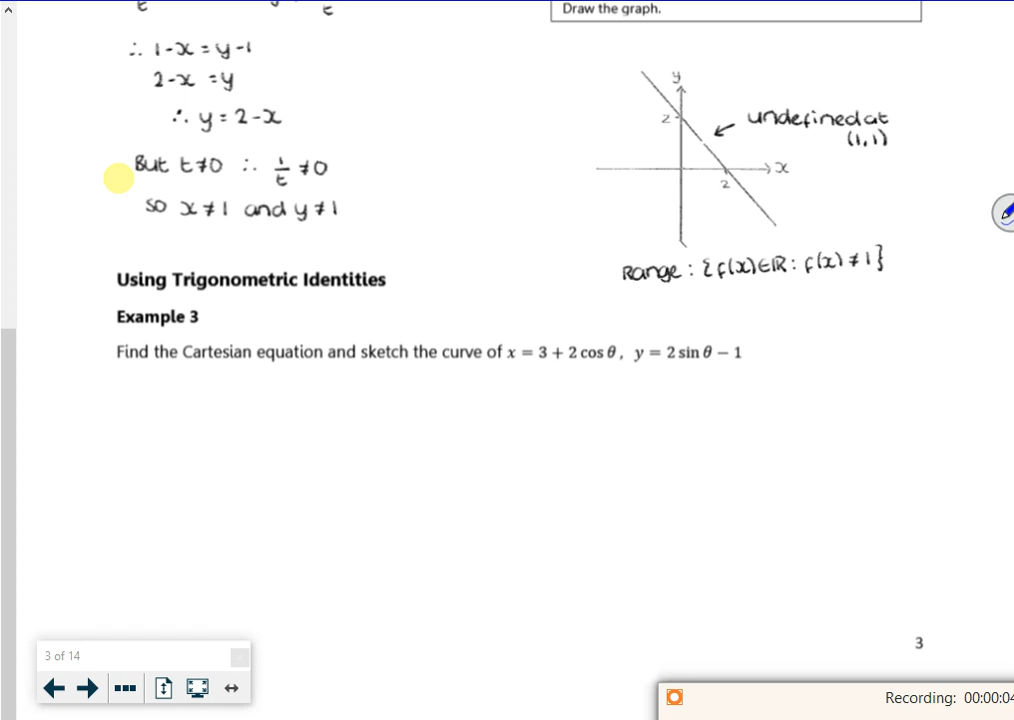 t t
Draw the graph.
∴ 1-x = y-1
2-x = y
∴ y = 2-x
But t≠0 ∴ 1/t ≠0
so x≠1 and y≠1
y
2
undefined at
(1,1)
x
2
Range : {f(x)∈ℝ : f(x)≠1}
Using Trigonometric Identities
Example 3
Find the Cartesian equation and sketch the curve of x = 3 + 2 cos θ , y = 2 sin θ − 1
3
3 of 14
Recording: 00:00:04